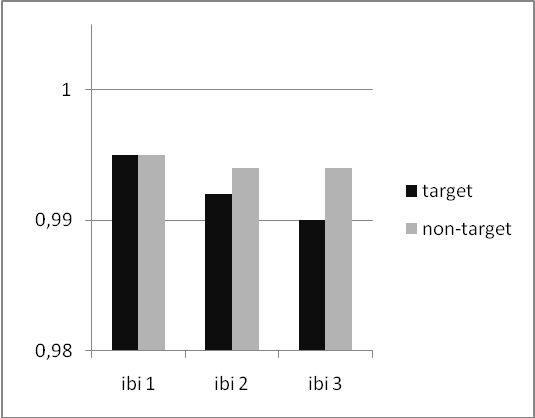 1
0,99
0,98
ibi 1 ibi 2 ibi 3
target
non-target